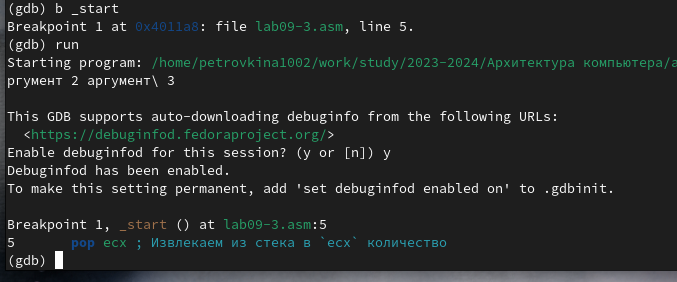 (gdb) b _start
Breakpoint 1 at 0x4011a8: file lab09-3.asm, line 5.
(gdb) run
Starting program: /home/petrovkina1002/work/study/2023-2024/Архитектура компьютера/а
ргумент 2 аргумент\ 3

This GDB supports auto-downloading debuginfo from the following URLs:
  <https://debuginfod.fedoraproject.org/>
Enable debuginfod for this session? (y or [n]) y
Debuginfod has been enabled.
To make this setting permanent, add 'set debuginfod enabled on' to .gdbinit.

Breakpoint 1, _start () at lab09-3.asm:5
5       pop ecx ; Извлекаем из стека в `ecx` количество
(gdb)